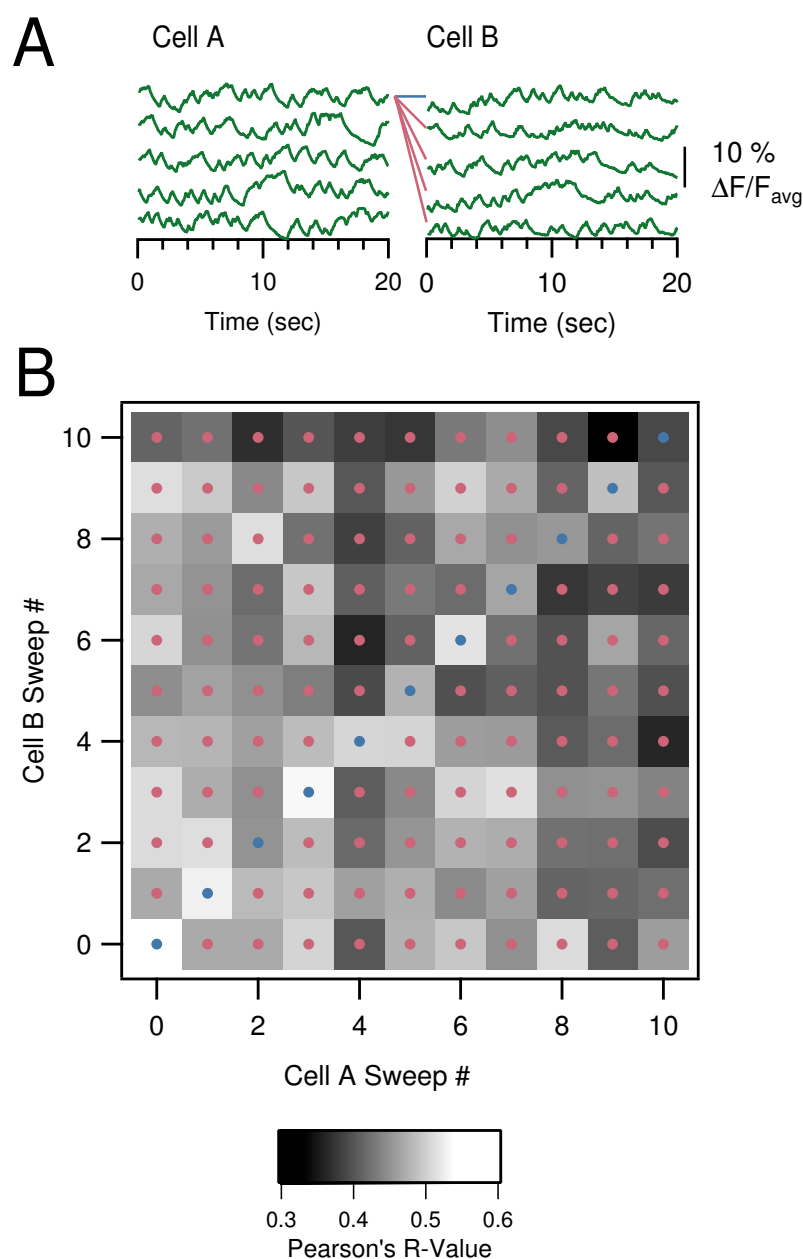 A
Cell A
Cell B
10 %
ΔF/Favg
0 10 20
0 10 20
Time (sec)
Time (sec)
B
10
8
6
4
2
0
Cell B Sweep #
0 2 4 6 8 10
Cell A Sweep #
0.3 0.4 0.5 0.6
Pearson's R-Value